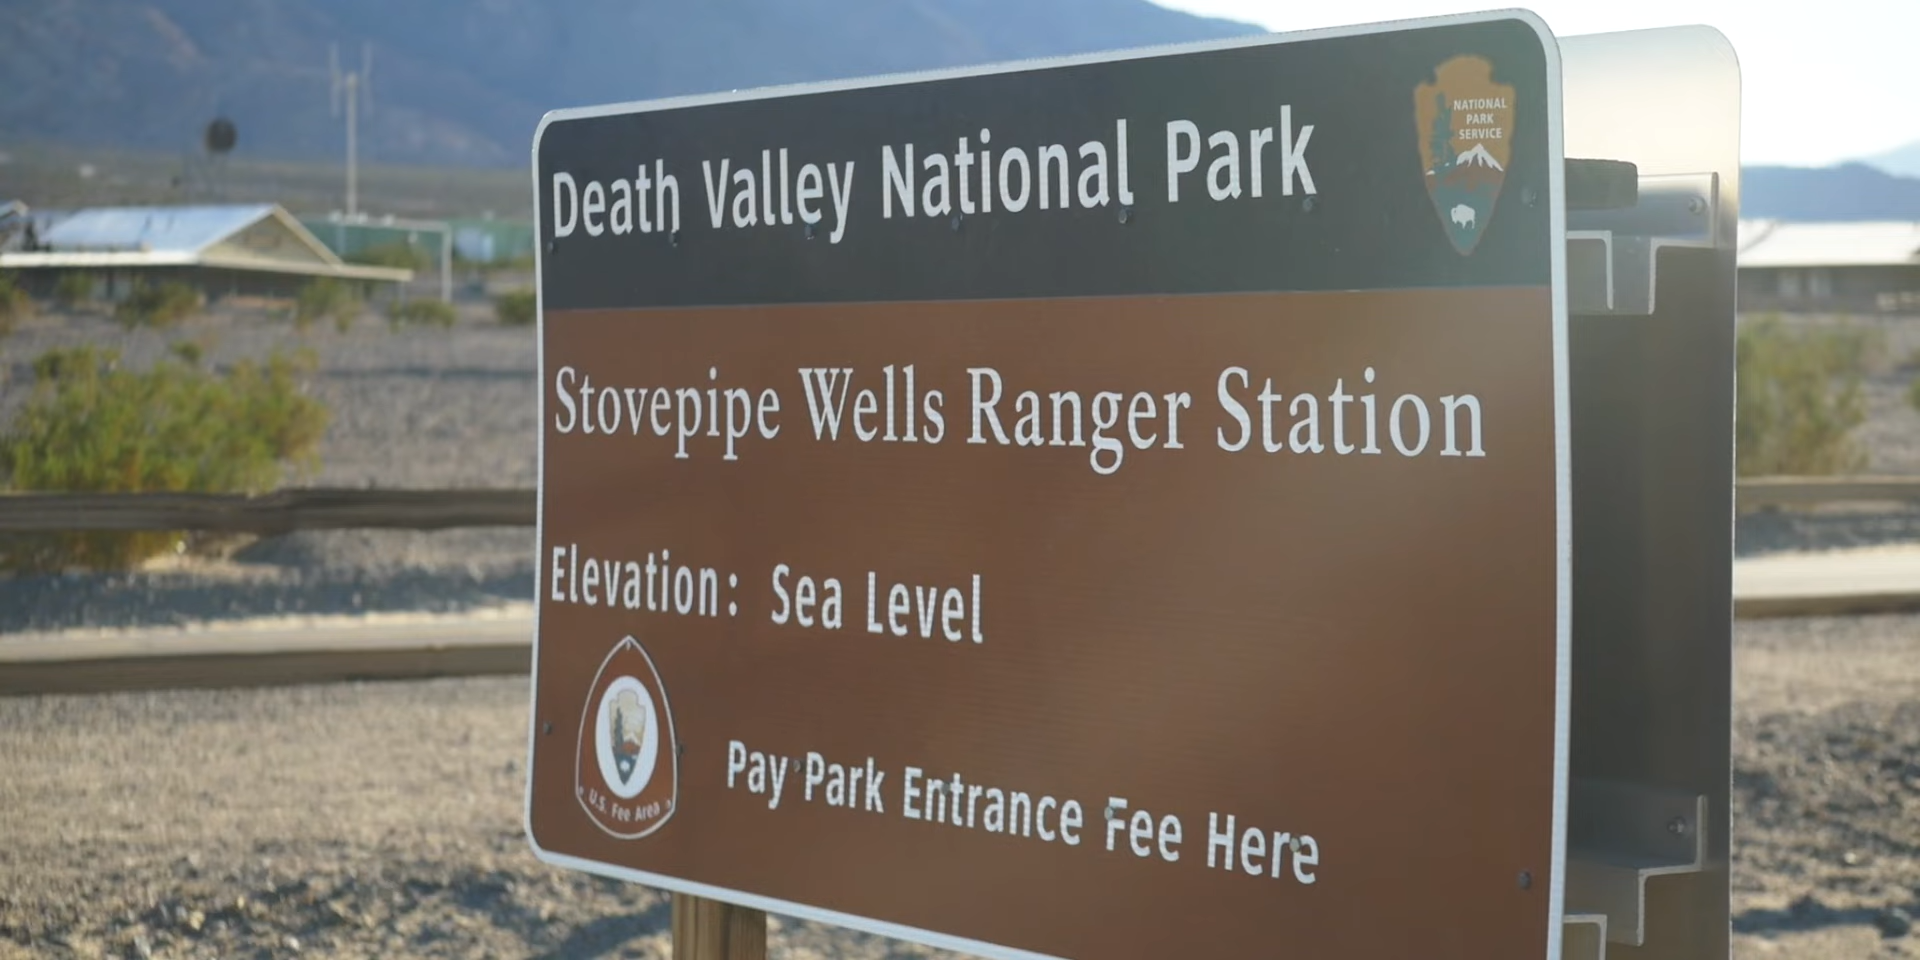 Death Valley National Park
NATIONAL
PARK
SERVICE
Stovepipe Wells Ranger Station
Elevation: Sea Level
U.S. Fee Area
Pay Park Entrance Fee Here